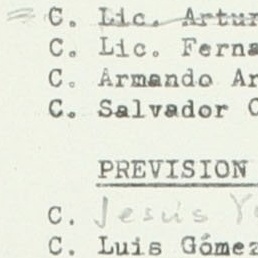 C. Lic. Artur
C. Lic. Ferna
C. Armando Ar
C. Salvador C
PREVISION
C. Jesús Y
C. Luis Gómez